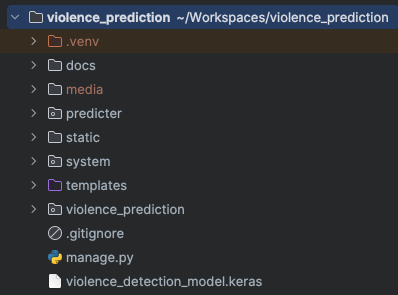 violence_prediction ~/Workspaces/violence_prediction
.venv
docs
media
predicter
static
system
templates
violence_prediction
.gitignore
manage.py
violence_detection_model.keras